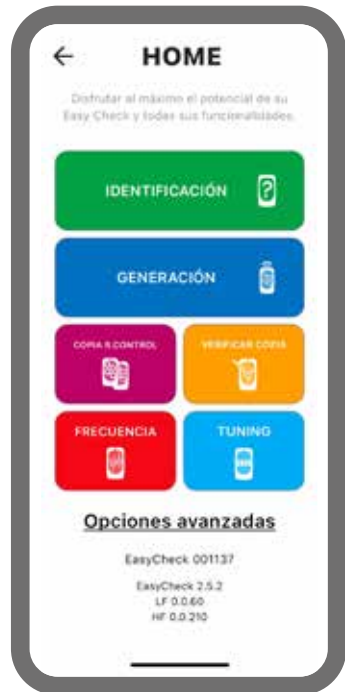 HOME
Disfrutar al máximo el potencial de su
Easy Check y todas sus funcionalidades.
IDENTIFICACIÓN
GENERACIÓN
COPIA R.CONTROL
VERIFICAR COPIA
FRECUENCIA
TUNING
Opciones avanzadas
EasyCheck 001137
EasyCheck 2.5.2
LF 0.0.60
HF 0.0.210